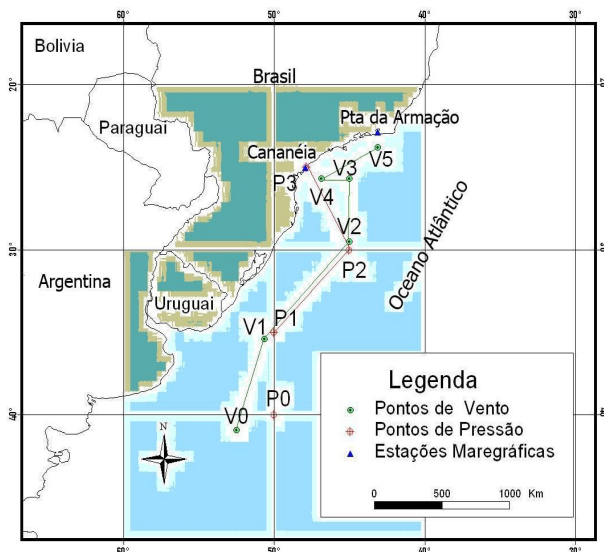 60°
50°
40°
30°
Bolivia
Brasil
20°
Paraguai
Pta da Armação
Cananéia
V3
V5
P3
V4
V2
30°
P2
Oceano Atlântico
Argentina
Uruguai
V1
P1
Legenda
Pontos de Vento
Pontos de Pressão
Estações Maregráficas
0
500
1000 Km
V0
P0
40°
N
60°
50°
40°
30°